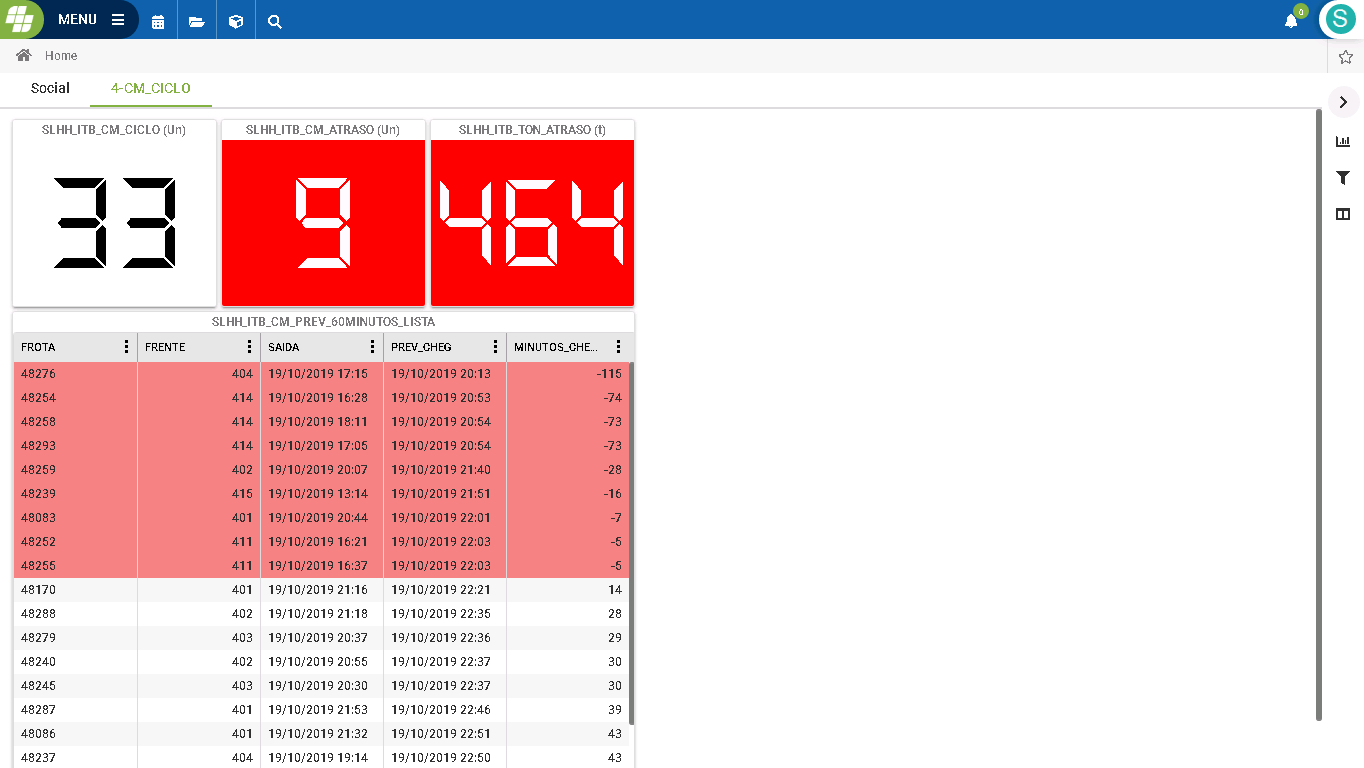 MENU
0
S
Home
Social 4-CM_CICLO
SLHH_ITB_CM_CICLO (Un) SLHH_ITB_CM_ATRASO (Un) SLHH_ITB_TON_ATRASO (t)
33 9 464
SLHH_ITB_CM_PREV_60MINUTOS_LISTA
FROTA FRENTE SAIDA PREV_CHEG MINUTOS_CHE...
48276 404 19/10/2019 17:15 19/10/2019 20:13 -115
48254 414 19/10/2019 16:28 19/10/2019 20:53 -74
48258 414 19/10/2019 18:11 19/10/2019 20:54 -73
48293 414 19/10/2019 17:05 19/10/2019 20:54 -73
48259 402 19/10/2019 20:07 19/10/2019 21:40 -28
48239 415 19/10/2019 13:14 19/10/2019 21:51 -16
48083 401 19/10/2019 20:44 19/10/2019 22:01 -7
48252 411 19/10/2019 16:21 19/10/2019 22:03 -5
48255 411 19/10/2019 16:37 19/10/2019 22:03 -5
48170 401 19/10/2019 21:16 19/10/2019 22:21 14
48288 402 19/10/2019 21:18 19/10/2019 22:35 28
48279 403 19/10/2019 20:37 19/10/2019 22:36 29
48240 402 19/10/2019 20:55 19/10/2019 22:37 30
48245 403 19/10/2019 20:30 19/10/2019 22:37 30
48287 401 19/10/2019 21:53 19/10/2019 22:46 39
48086 401 19/10/2019 21:32 19/10/2019 22:51 43
48237 404 19/10/2019 19:14 19/10/2019 22:50 43